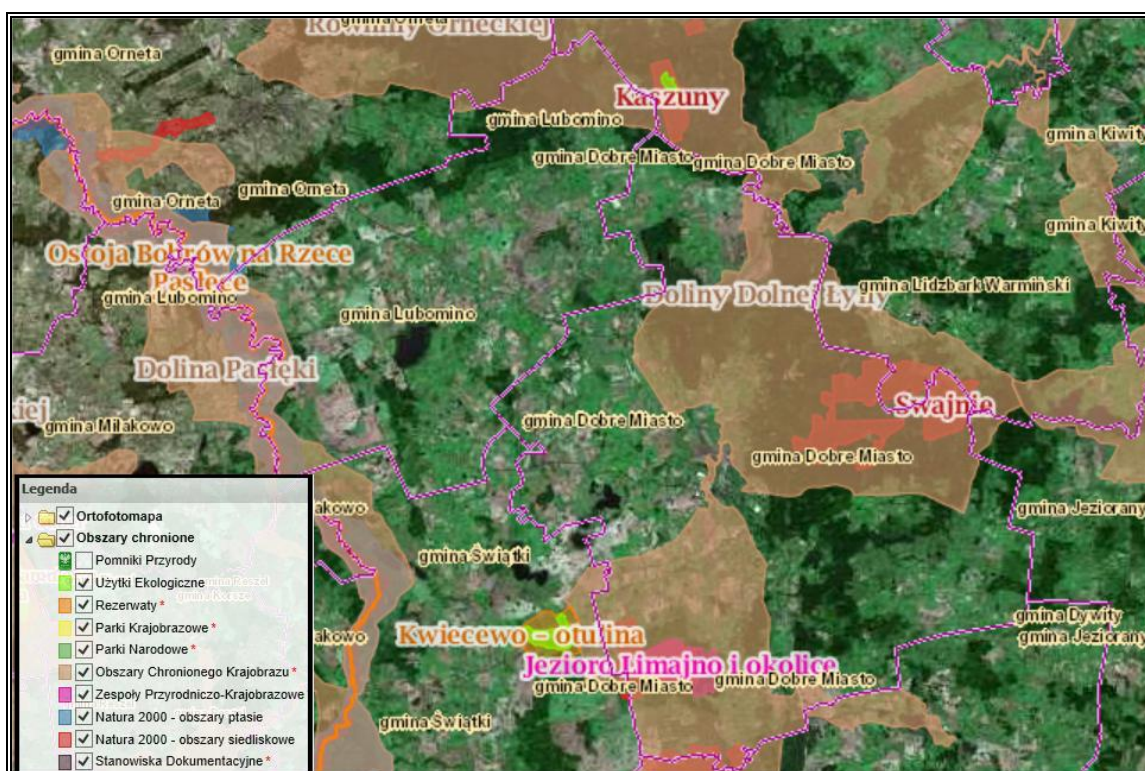 Równiny Orneckiej
gmina Orneta
gmina Orneta
Kaszuny
gmina Lubomino
gmina Kiwity
gmina Dobre Miasto
gmina Dobre Miasto
gmina Orneta
gmina Orneta
gmina Kiwity
Ostoja Bobrów na Rzece
Pasłęce
gmina Lubomino
gmina Lubomino
Doliny Dolnej Łyny
gmina Lidzbark Warmiński
Dolina Pasłęki
kiej
gmina Miłakowo
gmina Dobre Miasto
Swajnie
gmina Dobre Miasto
gmina Jeziorany
akowo
gmina Świątki
Kwiecewo - otulina
Jezioro Limajno i okolice
gmina Dobre Miasto
gmina Dobre Miasto
gmina Dywity
gmina Jeziorany
akowo
gmina Świątki
Legenda
Ortofotomapa
Obszary chronione
Pomniki Przyrody
Użytki Ekologiczne
Rezerwaty *
Parki Krajobrazowe *
Parki Narodowe *
Obszary Chronionego Krajobrazu *
Zespoły Przyrodniczo-Krajobrazowe
Natura 2000 - obszary ptasie
Natura 2000 - obszary siedliskowe
Stanowiska Dokumentacyjne *